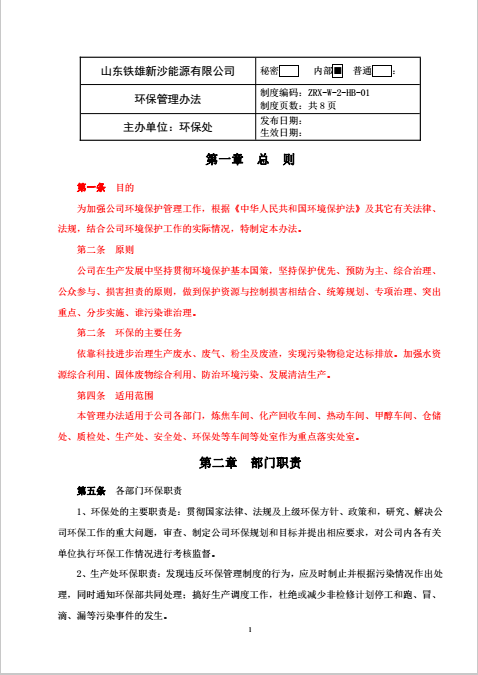 山东铁雄新沙能源有限公司
秘密 内部■ 普通 :
环保管理办法
制度编码：ZRX-W-2-HB-01
制度页数：共8页
主办单位：环保处
发布日期：
生效日期：
第一章 总 则
第一条 目的
为加强公司环境保护管理工作，根据《中华人民共和国环境保护法》及其它有关法律、
法规，结合公司环境保护工作的实际情况，特制定本办法。
第二条 原则
公司在生产发展中坚持贯彻环境保护基本国策，坚持保护优先、预防为主、综合治理、
公众参与、损害担责的原则，做到保护资源与控制损害相结合、统筹规划、专项治理、突出
重点、分步实施、谁污染谁治理。
第二条 环保的主要任务
依靠科技进步治理生产废水、废气、粉尘及废渣，实现污染物稳定达标排放。加强水资
源综合利用、固体废物综合利用、防治环境污染、发展清洁生产。
第四条 适用范围
本管理办法适用于公司各部门，炼焦车间、化产回收车间、热动车间、甲醇车间、仓储
处、质检处、生产处、安全处、环保处等车间等处室作为重点落实处室。
第二章 部门职责
第五条 各部门环保职责
1、环保处的主要职责是：贯彻国家法律、法规及上级环保方针、政策和，研究、解决公
司环保工作的重大问题，审查、制定公司环保规划和目标并提出相应要求，对公司内各有关
单位执行环保工作情况进行考核监督。
2、生产处环保职责：发现违反环保管理制度的行为，应及时制止并根据污染情况作出处
理，同时通知环保部共同处理；搞好生产调度工作，杜绝或减少非检修计划停工和跑、冒、
滴、漏等污染事件的发生。
1